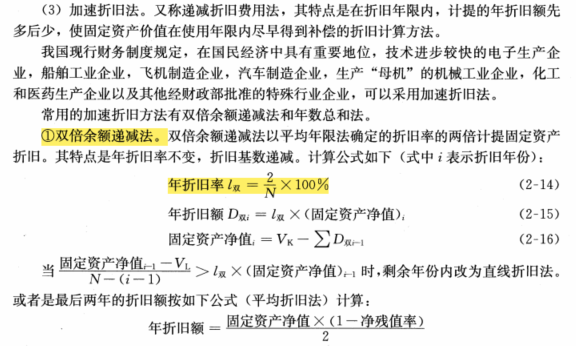 （3）加速折旧法。又称递减折旧费用法，其特点是在折旧年限内，计提的年折旧额先
多后少，使固定资产价值在使用年限内尽早得到补偿的折旧计算方法。
我国现行财务制度规定，在国民经济中具有重要地位，技术进步较快的电子生产企
业，船舶工业企业，飞机制造企业，汽车制造企业，生产“母机”的机械工业企业，化工
和医药生产企业以及其他经财政部批准的特殊行业企业，可以采用加速折旧法。
常用的加速折旧方法有双倍余额递减法和年数总和法。
①双倍余额递减法。双倍余额递减法以平均年限法确定的折旧率的两倍计提固定资产
折旧。其特点是年折旧率不变，折旧基数递减。计算公式如下（式中 i 表示折旧年份）：
年折旧率 l双 = 2/N × 100% (2-14)
年折旧额 D双i = l双 ×（固定资产净值）i (2-15)
固定资产净值i = VK − ∑D双i−1 (2-16)
当 固定资产净值i−1 − VL / N−(i−1) > l双 ×（固定资产净值）i−1 时，剩余年份内改为直线折旧法。
或者是最后两年的折旧额按如下公式（平均折旧法）计算：
年折旧额 = 固定资产净值×（1−净残值率） / 2